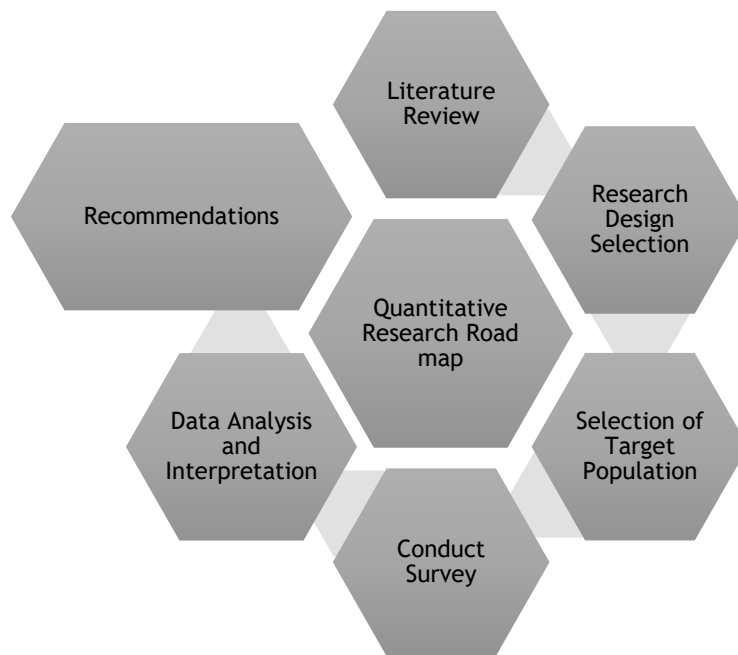 Literature
Review
Research
Design
Selection
Selection of
Target
Population
Conduct
Survey
Data Analysis
and
Interpretation
Recommendations
Quantitative
Research Road
map